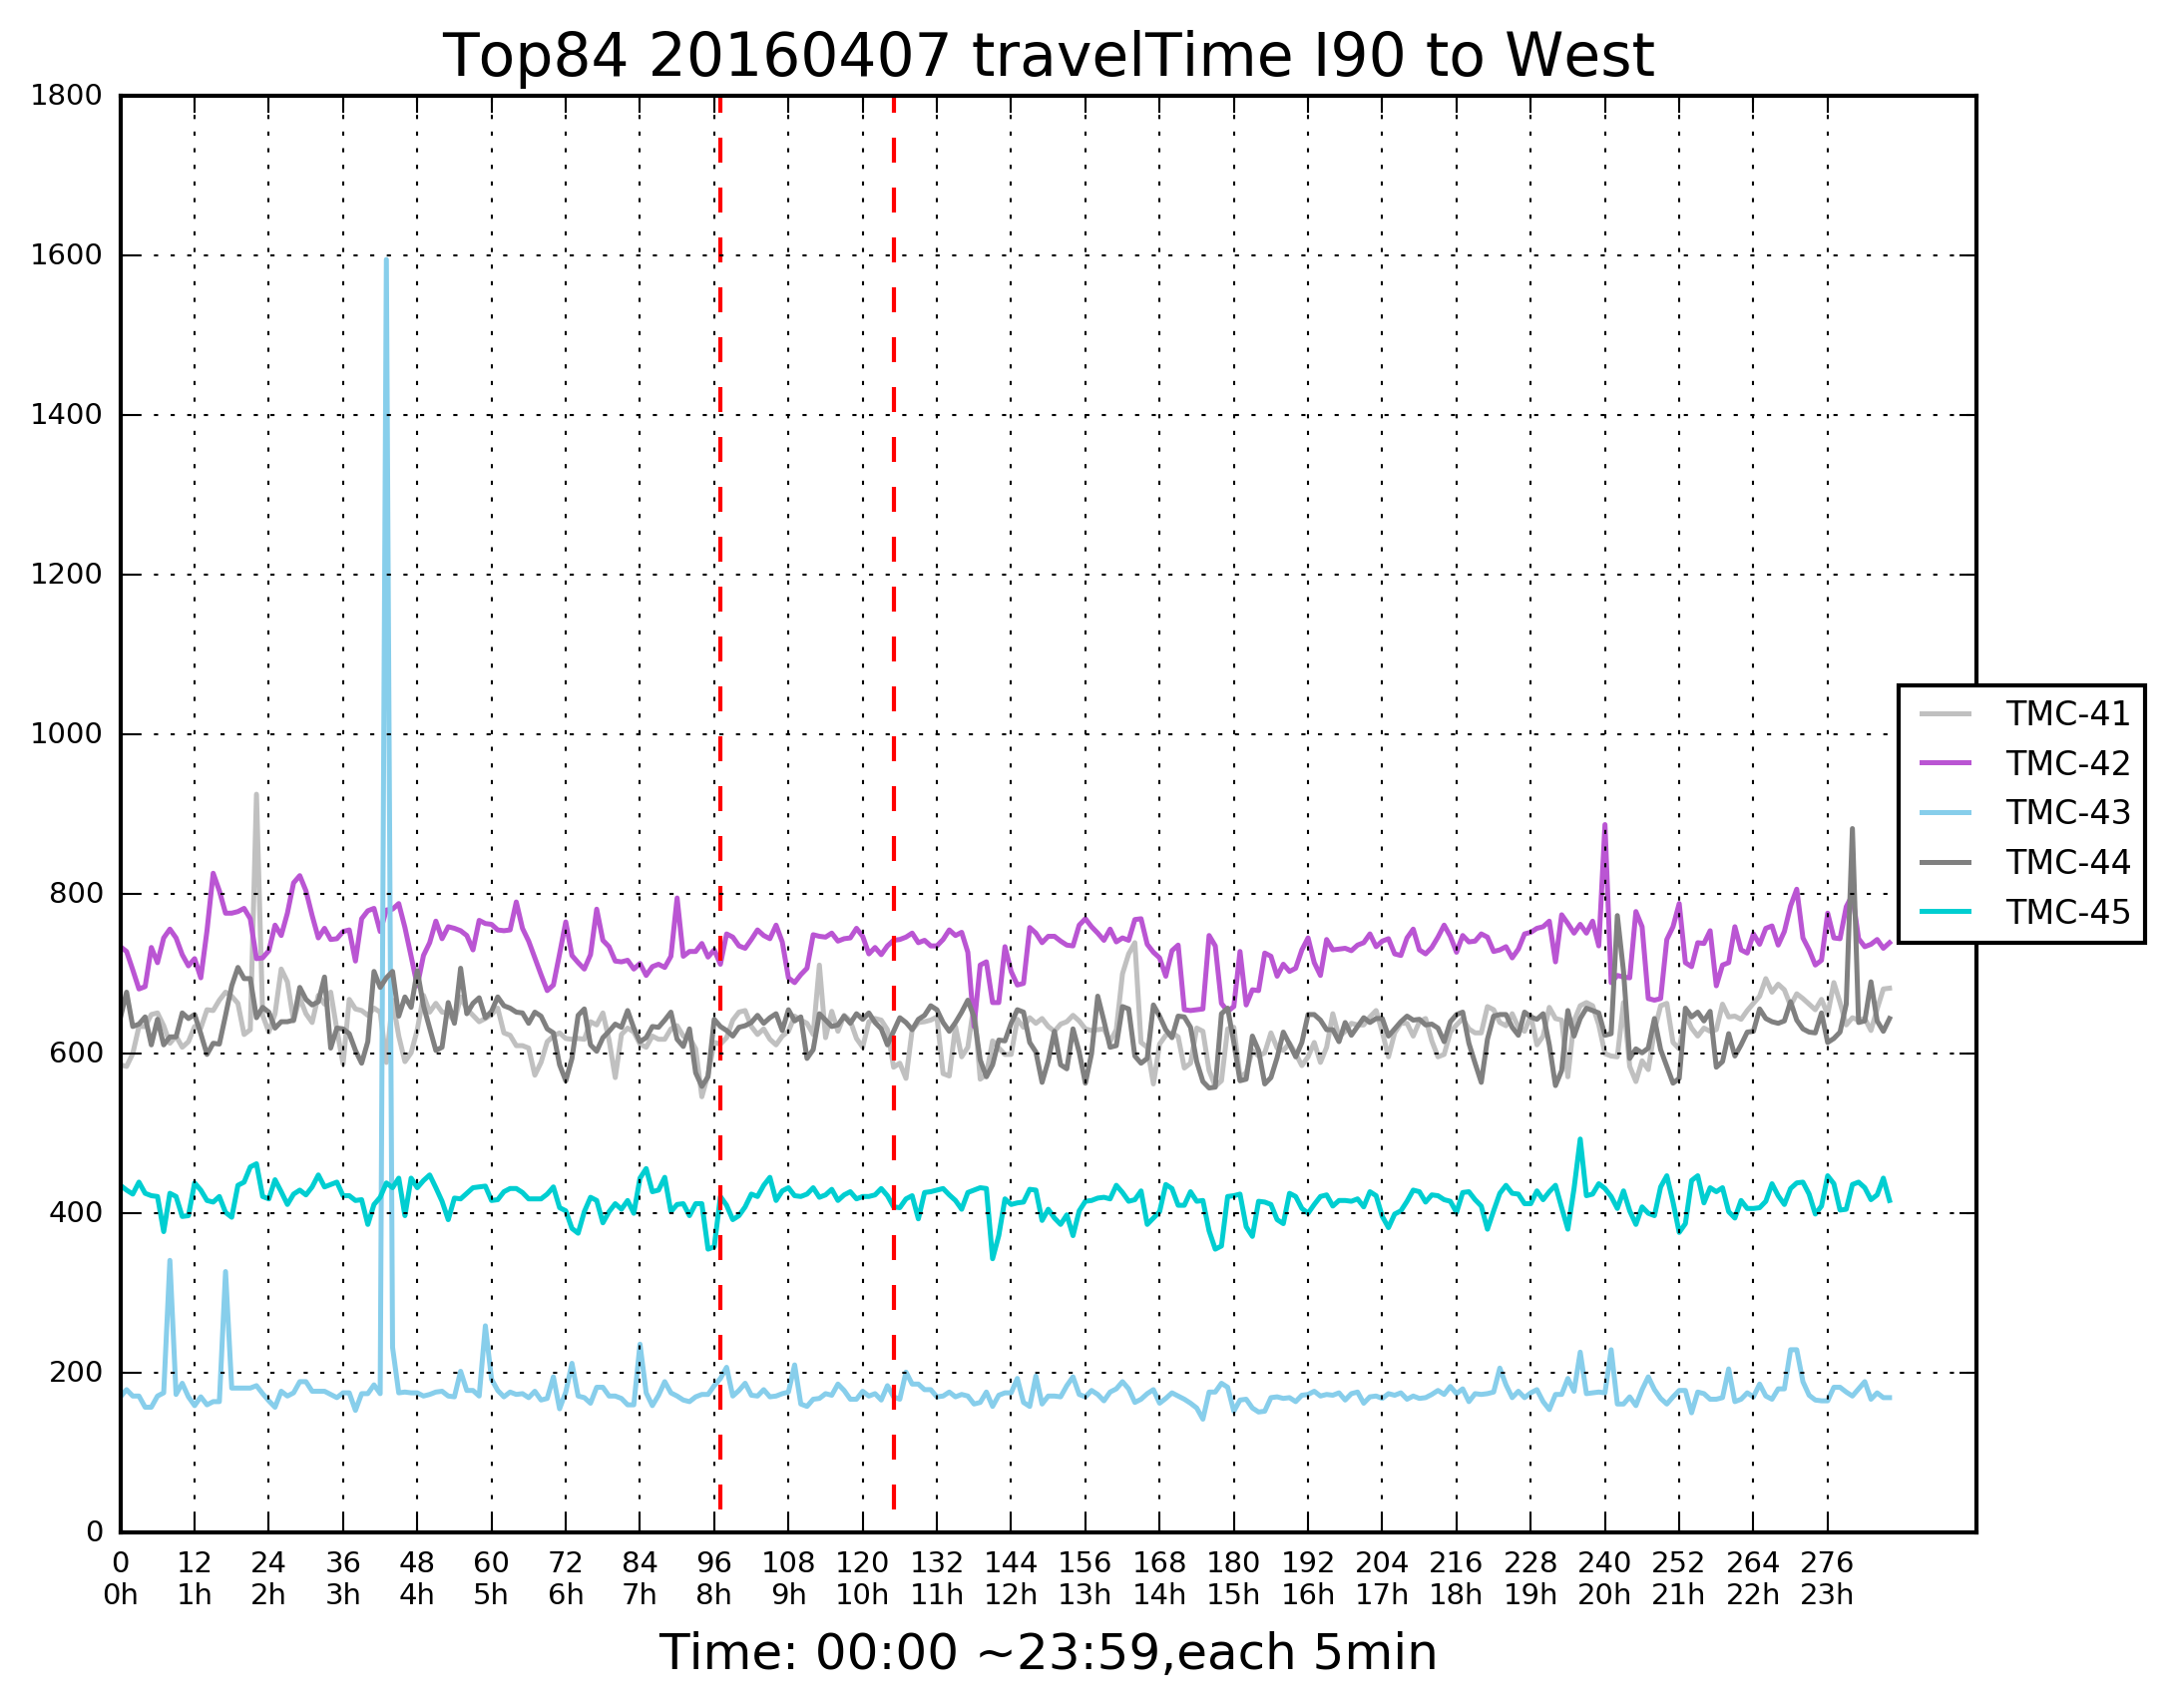 Top84 20160407 travelTime I90 to West
1800
1600
1400
1200
1000
800
600
400
200
0
TMC-41
TMC-42
TMC-43
TMC-44
TMC-45
0 12 24 36 48 60 72 84 96 108 120 132 144 156 168 180 192 204 216 228 240 252 264 276
0h 1h 2h 3h 4h 5h 6h 7h 8h 9h 10h 11h 12h 13h 14h 15h 16h 17h 18h 19h 20h 21h 22h 23h
Time: 00:00 ~23:59,each 5min